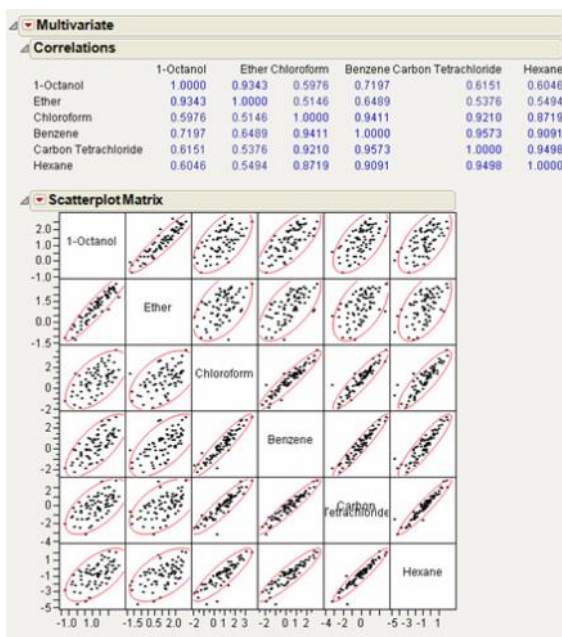 Multivariate
Correlations
1-Octanol Ether Chloroform Benzene Carbon Tetrachloride Hexane
1-Octanol 1.0000 0.9343 0.5976 0.7197 0.6151 0.6046
Ether 0.9343 1.0000 0.5146 0.6489 0.5376 0.5494
Chloroform 0.5976 0.5146 1.0000 0.9411 0.9210 0.8719
Benzene 0.7197 0.6489 0.9411 1.0000 0.9573 0.9091
Carbon Tetrachloride 0.6151 0.5376 0.9210 0.9573 1.0000 0.9498
Hexane 0.6046 0.5494 0.8719 0.9091 0.9498 1.0000
Scatterplot Matrix
2.0
1.0
0.0
-1.0
1-Octanol
1.5
0.0
-1.5
Ether
2
0
-2
Chloroform
2
0
-2
Benzene
2
0
-2
-4
Carbon
Tetrachloride
1
-1
-3
-5
Hexane
-1.0 1.0 -1.5 0.5 2.0 -2 0 1 2 3 -2 0 1 2 -4 -2 0 -5 -3 -1 1